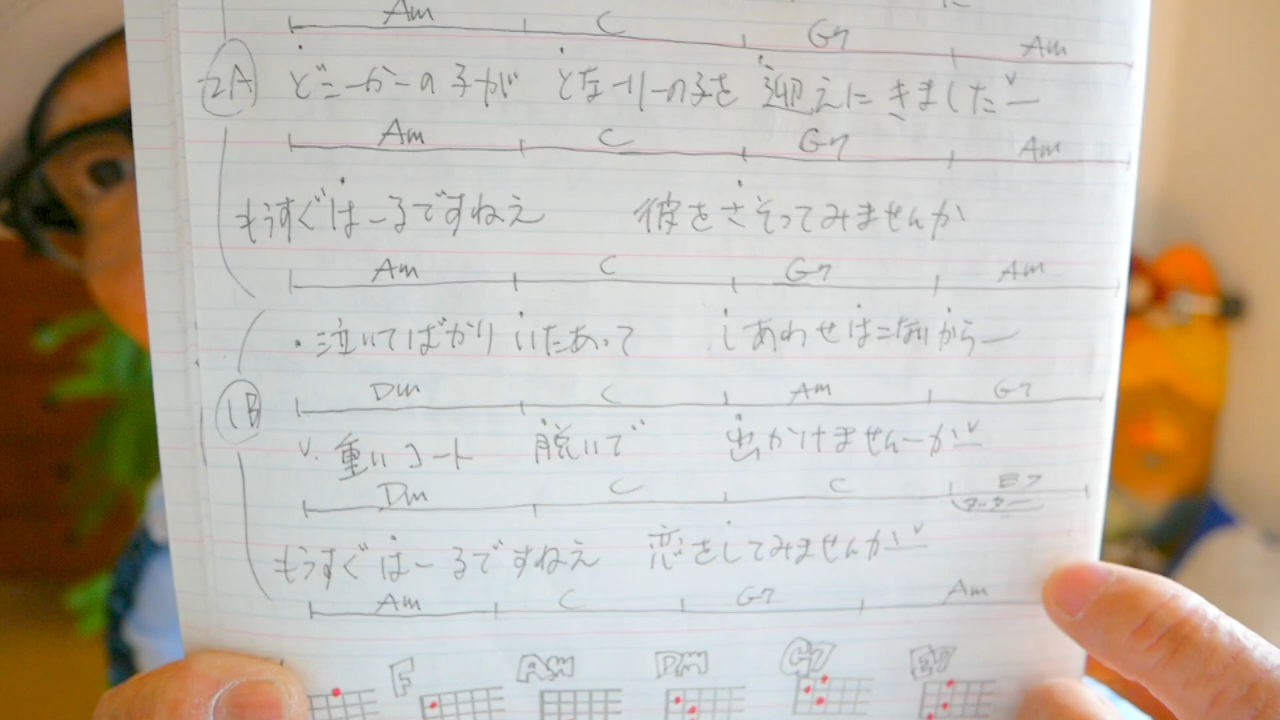 Am C G7 Am
2A どこーかーの子が となーりーの子を 迎えに きましたー
Am C G7 Am
もうすぐはーるですねえ 彼をさそってみませんか
Am C G7 Am
泣いてばかり いたあって しあわせはこないからー
1B Dm C Am G7
重いコート 脱いで 出かけませんーか
Dm C C E7
もうすぐはーるですねえ 恋をしてみませんか
Am C G7 Am
F Am Dm G7 E7